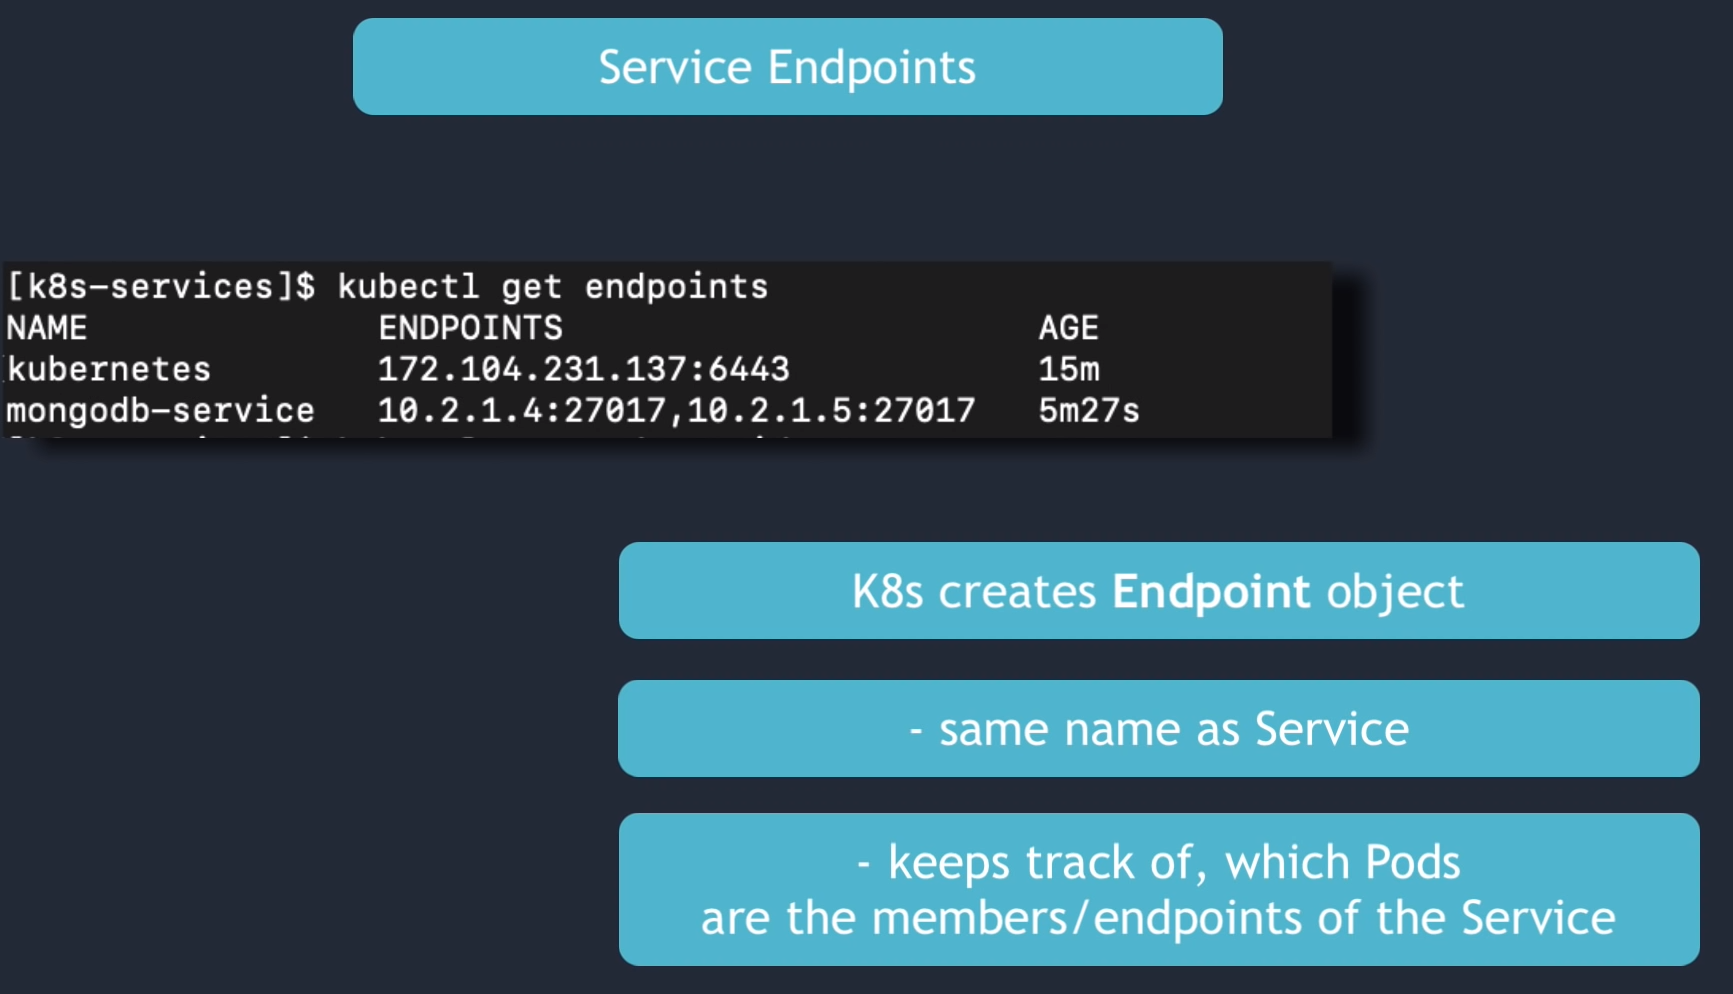 Service Endpoints
[k8s-services]$ kubectl get endpoints
NAME ENDPOINTS AGE
kubernetes 172.104.231.137:6443 15m
mongodb-service 10.2.1.4:27017,10.2.1.5:27017 5m27s
K8s creates Endpoint object
- same name as Service
- keeps track of, which Pods
are the members/endpoints of the Service